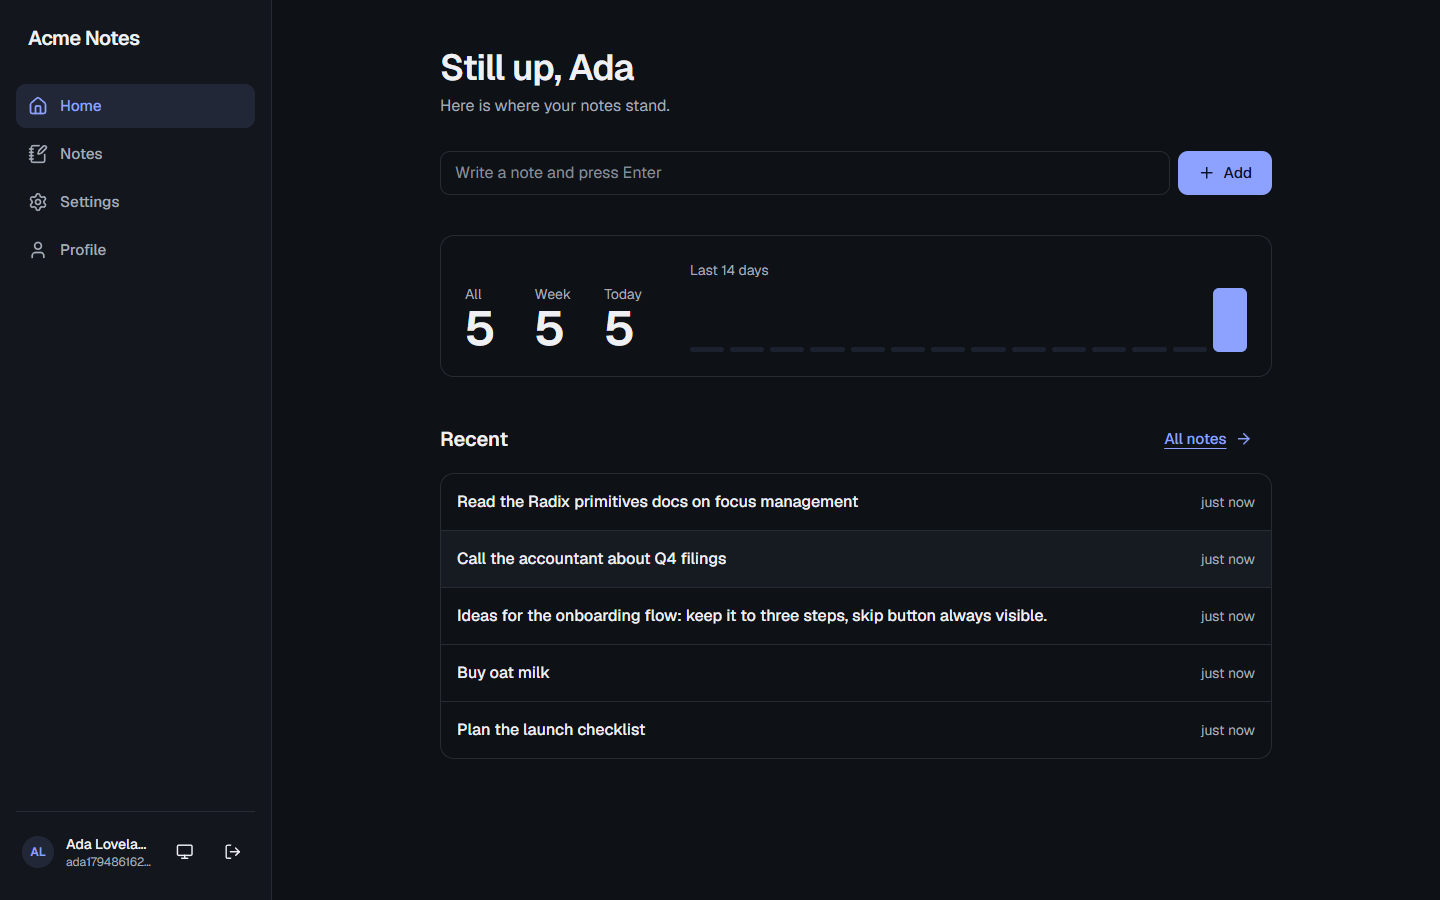 Acme Notes
Home
Notes
Settings
Profile
AL
Ada Lovela...
ada179486162...
Still up, Ada
Here is where your notes stand.
Write a note and press Enter
Add
All
5
Week
5
Today
5
Last 14 days
Recent
All notes
Read the Radix primitives docs on focus management
just now
Call the accountant about Q4 filings
just now
Ideas for the onboarding flow: keep it to three steps, skip button always visible.
just now
Buy oat milk
just now
Plan the launch checklist
just now